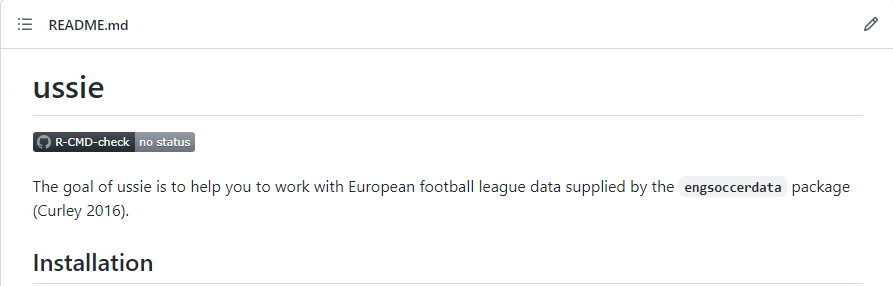 README.md
ussie
R-CMD-check no status
The goal of ussie is to help you to work with European football league data supplied by the engsoccerdata package
(Curley 2016).
Installation